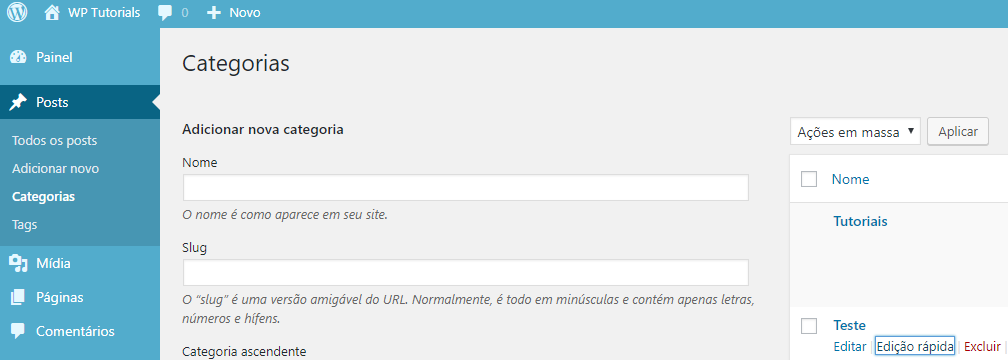 WP Tutorials 0 + Novo
Painel
Posts
Todos os posts
Adicionar novo
Categorias
Tags
Mídia
Páginas
Comentários
Categorias
Adicionar nova categoria
Nome
O nome é como aparece em seu site.
Slug
O "slug" é uma versão amigável do URL. Normalmente, é todo em minúsculas e contém apenas letras,
números e hífens.
Categoria ascendente
Ações em massa Aplicar
Nome
Tutoriais
Teste
Editar | Edição rápida | Excluir